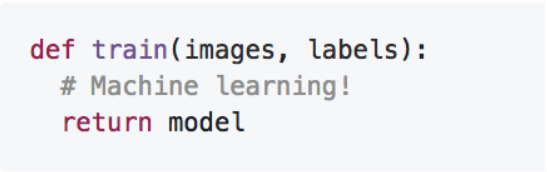 def train(images, labels):
  # Machine learning!
  return model